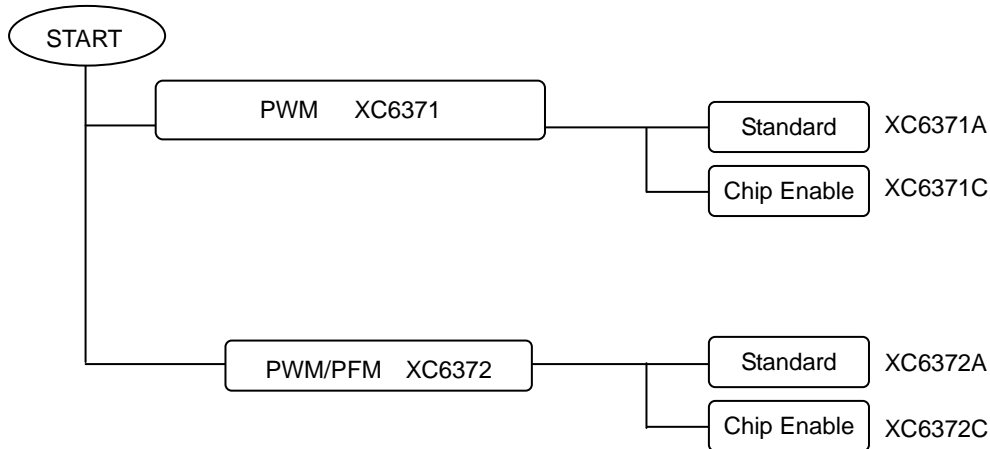 START
PWM XC6371
Standard XC6371A
Chip Enable XC6371C
PWM/PFM XC6372
Standard XC6372A
Chip Enable XC6372C